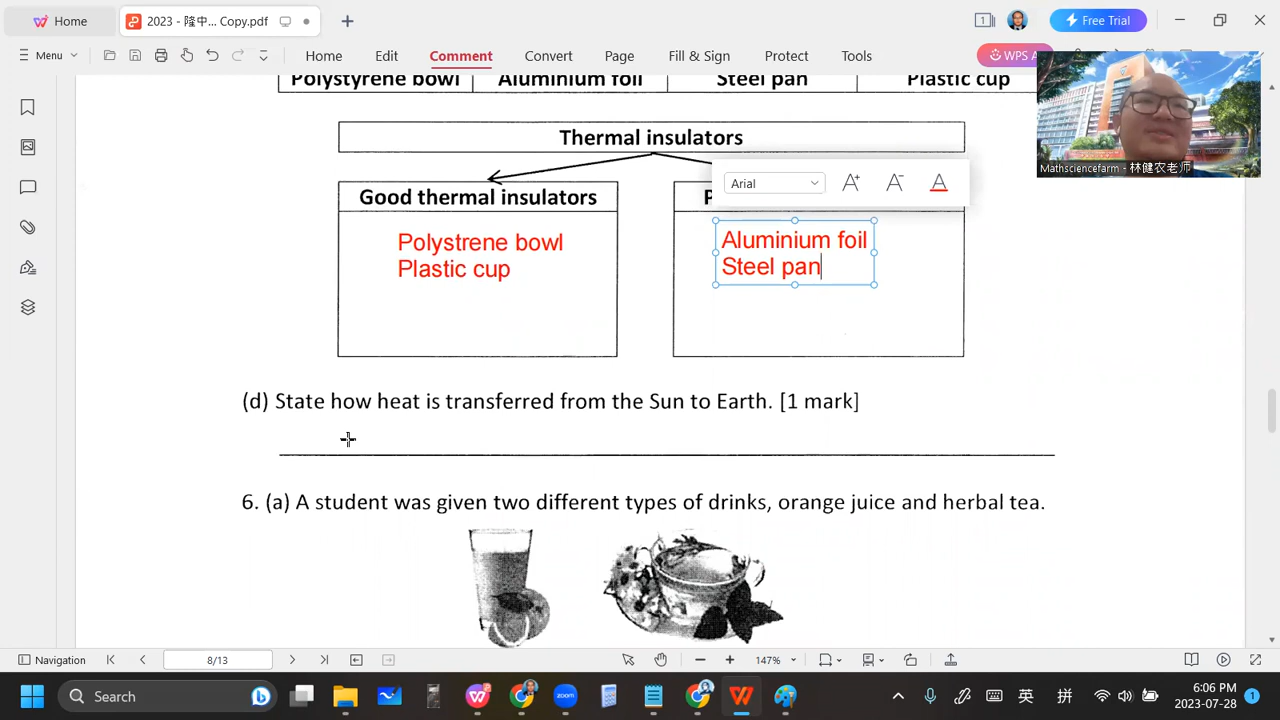 Home
2023 - 隆中... Copy.pdf
1
Free Trial
Menu
Home Edit Comment Convert Page Fill & Sign Protect Tools
WPS A
Polystyrene bowl Aluminium foil Steel pan Plastic cup
Mathsciencefarm - 林健农老师
Thermal insulators
Arial
A+ A- A
Good thermal insulators
P
Polystrene bowl
Plastic cup
Aluminium foil
Steel pan
(d) State how heat is transferred from the Sun to Earth. [1 mark]
6. (a) A student was given two different types of drinks, orange juice and herbal tea.
Navigation
8/13
147%
Search
英 拼
6:06 PM
2023-07-28
1